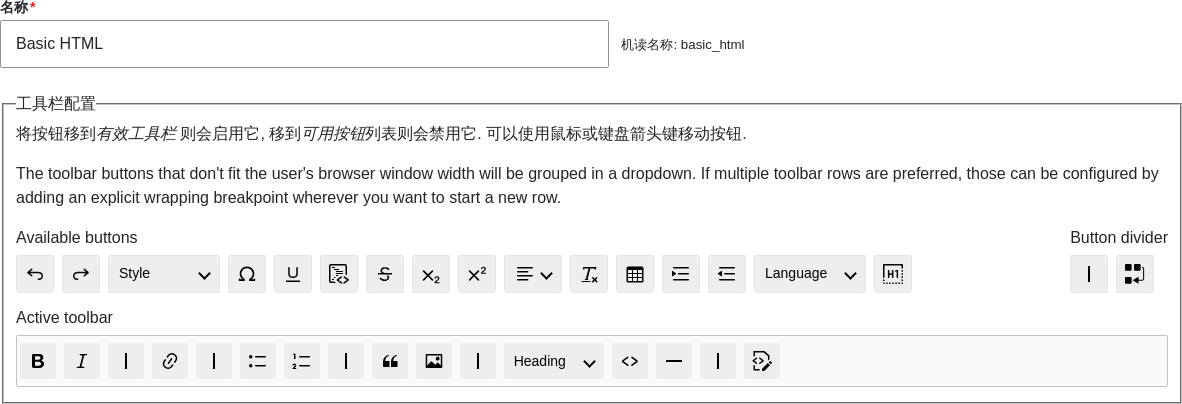 名称*
Basic HTML
机读名称: basic_html
工具栏配置
将按钮移到有效工具栏 则会启用它, 移到可用按钮列表则会禁用它. 可以使用鼠标或键盘箭头键移动按钮.
The toolbar buttons that don't fit the user's browser window width will be grouped in a dropdown. If multiple toolbar rows are preferred, those can be configured by
adding an explicit wrapping breakpoint wherever you want to start a new row.
Available buttons
Button divider
Style
Language
Active toolbar
Heading